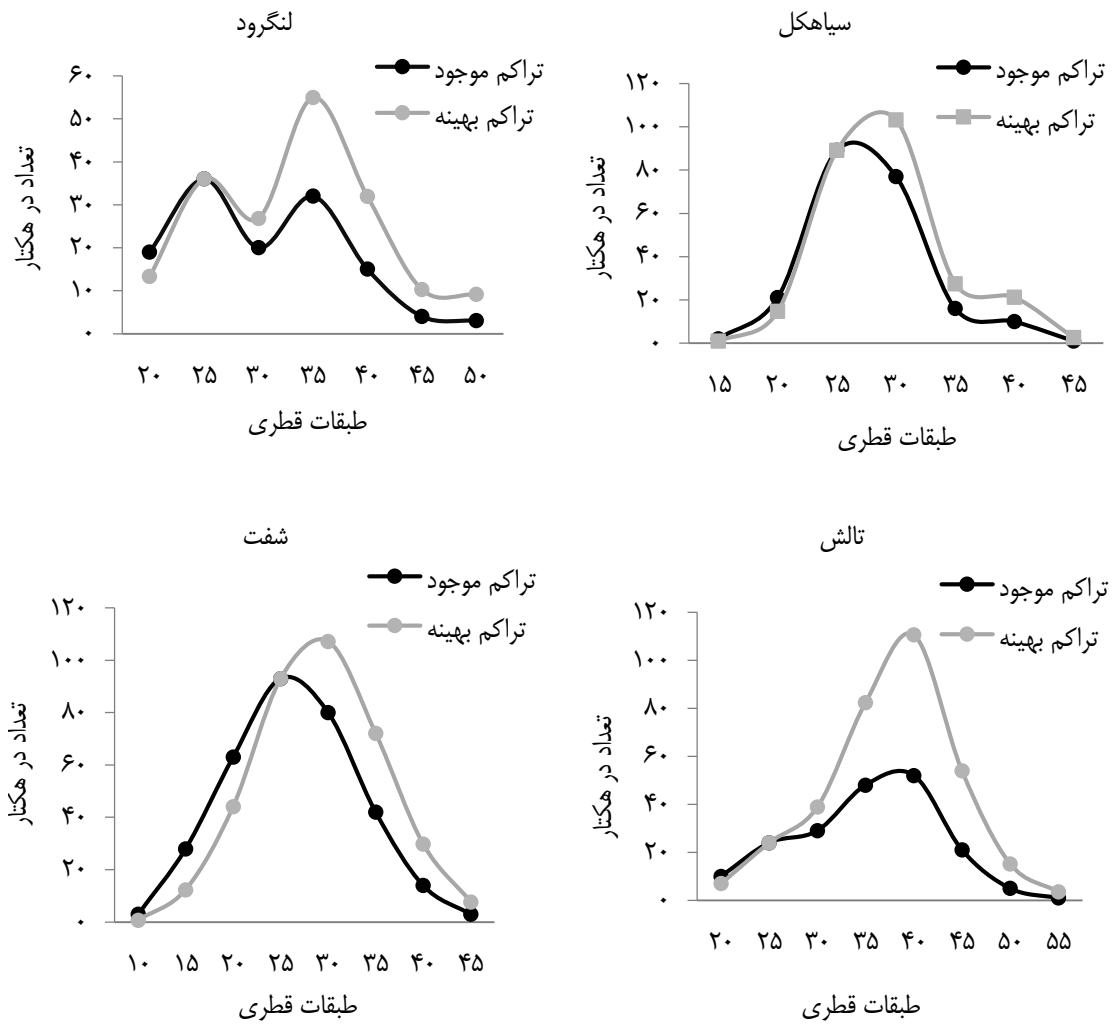 لنگرود
تراکم موجود
تراکم بهینه
تعداد در هکتار
۶۰
۵۰
۴۰
۳۰
۲۰
۱۰
۰
۲۰ ۲۵ ۳۰ ۳۵ ۴۰ ۴۵ ۵۰
طبقات قطری
سیاهکل
تراکم موجود
تراکم بهینه
تعداد در هکتار
۱۲۰
۱۰۰
۸۰
۶۰
۴۰
۲۰
۰
۱۵ ۲۰ ۲۵ ۳۰ ۳۵ ۴۰ ۴۵
طبقات قطری
شفت
تراکم موجود
تراکم بهینه
تعداد در هکتار
۱۲۰
۱۰۰
۸۰
۶۰
۴۰
۲۰
۰
۱۰ ۱۵ ۲۰ ۲۵ ۳۰ ۳۵ ۴۰ ۴۵
طبقات قطری
تالش
تراکم موجود
تراکم بهینه
تعداد در هکتار
۱۲۰
۱۰۰
۸۰
۶۰
۴۰
۲۰
۰
۲۰ ۲۵ ۳۰ ۳۵ ۴۰ ۴۵ ۵۰ ۵۵
طبقات قطری